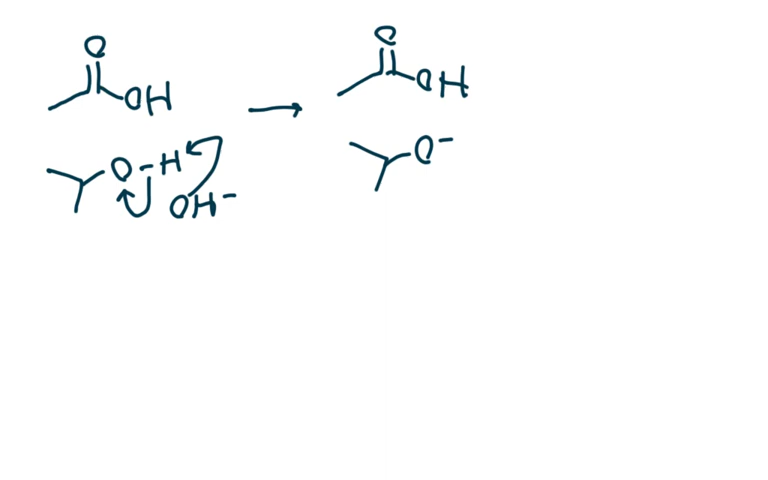 O O
OH → OH
O-H O⁻
OH⁻